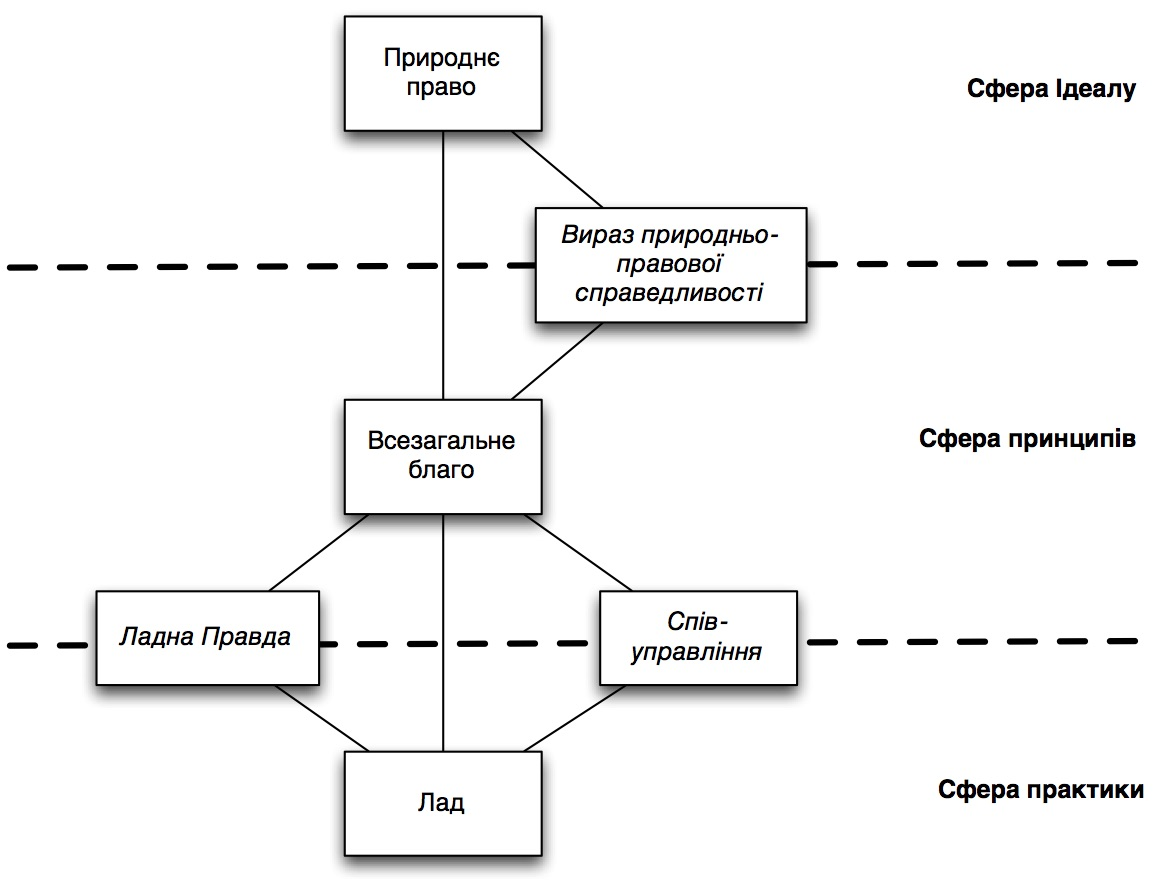 Природнє
право
Сфера Ідеалу
Вираз природньо-
правової
справедливості
Всезагальне
благо
Сфера принципів
Ладна Правда
Спів-
управління
Лад
Сфера практики